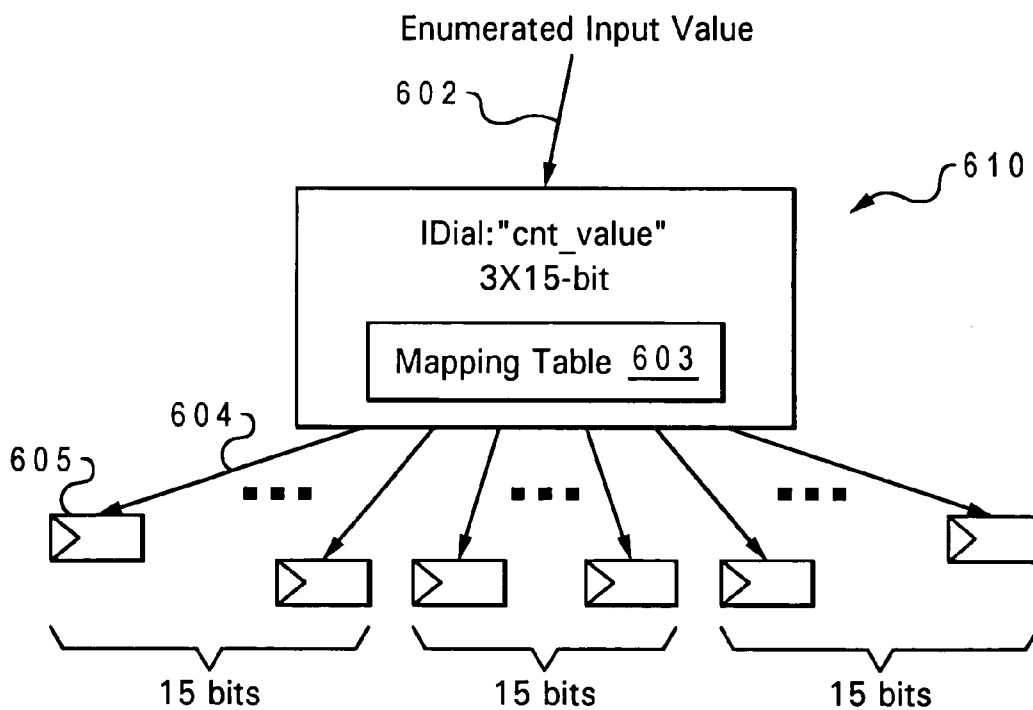 Enumerated Input Value
602
610
IDial:"cnt_value"
3X15-bit
Mapping Table 603
604
605
15 bits
15 bits
15 bits